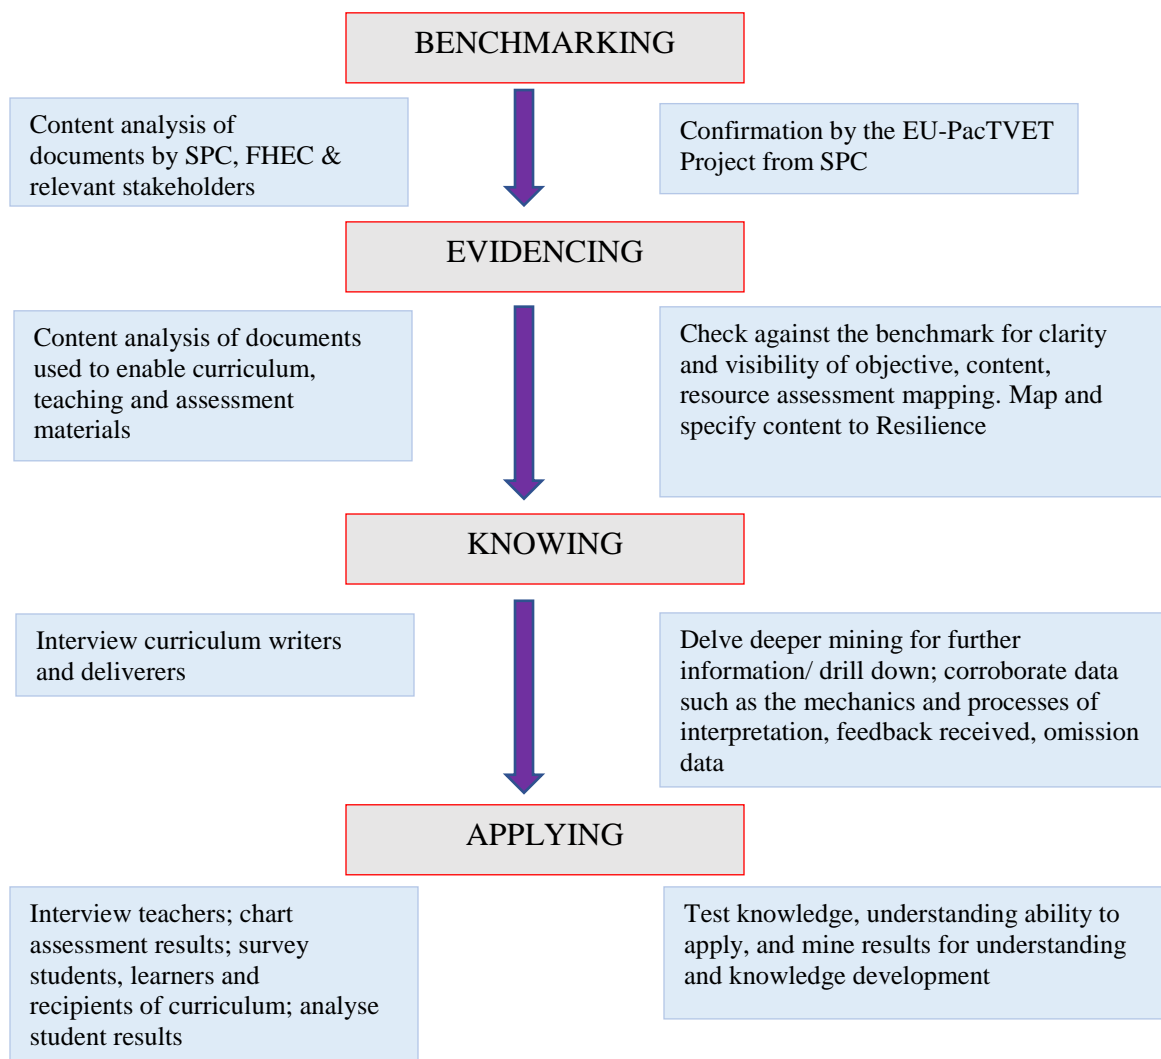 BENCHMARKING
Content analysis of
documents by SPC, FHEC &
relevant stakeholders
Confirmation by the EU-PacTVET
Project from SPC
EVIDENCING
Content analysis of documents
used to enable curriculum,
teaching and assessment
materials
Check against the benchmark for clarity
and visibility of objective, content,
resource assessment mapping. Map and
specify content to Resilience
KNOWING
Interview curriculum writers
and deliverers
Delve deeper mining for further
information/ drill down; corroborate data
such as the mechanics and processes of
interpretation, feedback received, omission
data
APPLYING
Interview teachers; chart
assessment results; survey
students, learners and
recipients of curriculum; analyse
student results
Test knowledge, understanding ability to
apply, and mine results for understanding
and knowledge development